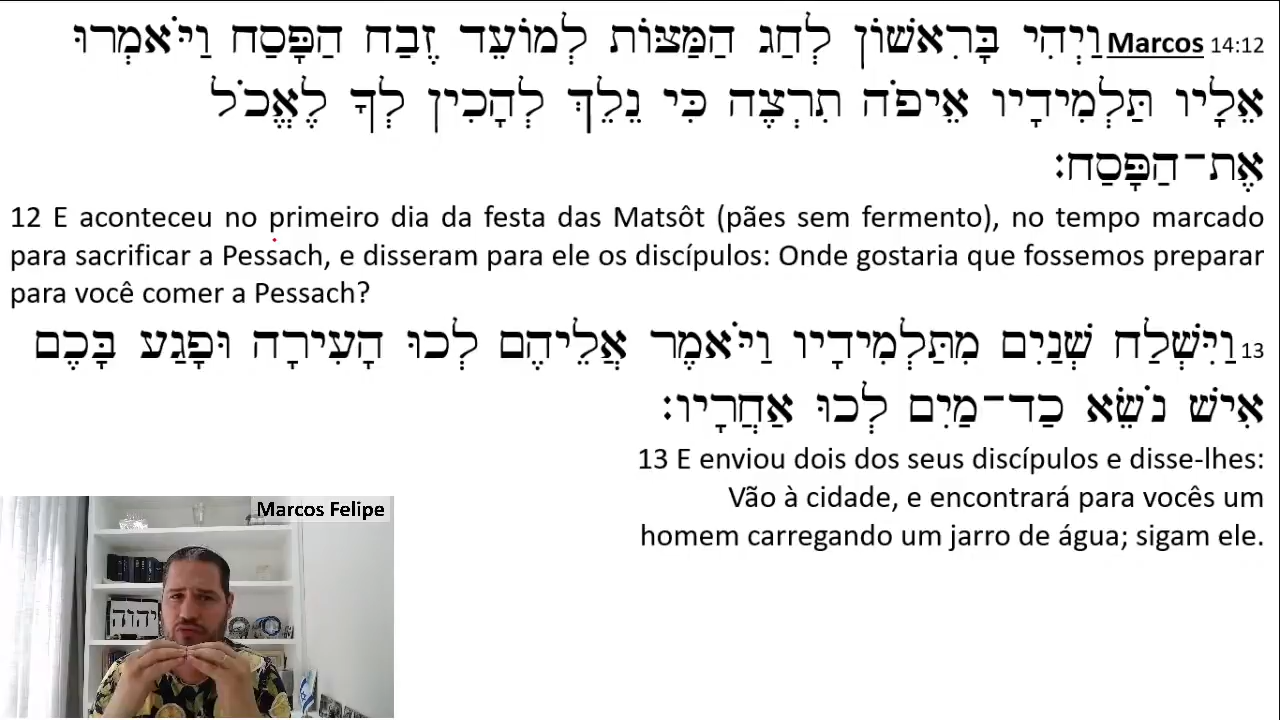 Marcos 14:12 וַיְהִי בָּרִאשׁוֹן לְחַג הַמַּצּוֹת לְמוֹעֵד זֶבַח הַפָּסַח וַיֹּאמְרוּ
אֵלָיו תַּלְמִידָיו אֵיפֹה תִרְצֶה כִּי נֵלֵךְ לְהָכִין לְךָ לֶאֱכֹל
אֶת־הַפָּסַח׃
12 E aconteceu no primeiro dia da festa das Matsôt (pães sem fermento), no tempo marcado
para sacrificar a Pessach, e disseram para ele os discípulos: Onde gostaria que fossemos preparar
para você comer a Pessach?
13 וַיִּשְׁלַח שְׁנַיִם מִתַּלְמִידָיו וַיֹּאמֶר אֲלֵיהֶם לְכוּ הָעִירָה וּפָגַע בָּכֶם
אִישׁ נֹשֵׂא כַד־מַיִם לְכוּ אַחֲרָיו׃
13 E enviou dois dos seus discípulos e disse-lhes:
Vão à cidade, e encontrará para vocês um
homem carregando um jarro de água; sigam ele.
Marcos Felipe
יהוה